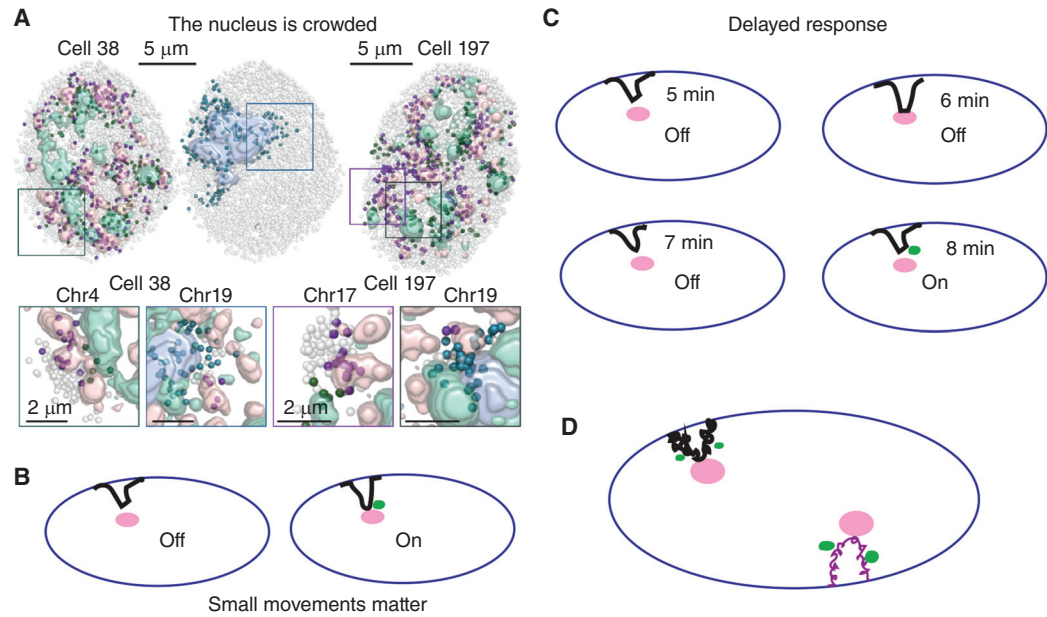 A
The nucleus is crowded
Cell 38
5 μm
5 μm
Cell 197
Cell 38
Cell 197
Chr4
Chr19
Chr17
Chr19
2 μm
2 μm
B
Off
On
Small movements matter
C
Delayed response
5 min
Off
6 min
Off
7 min
Off
8 min
On
D